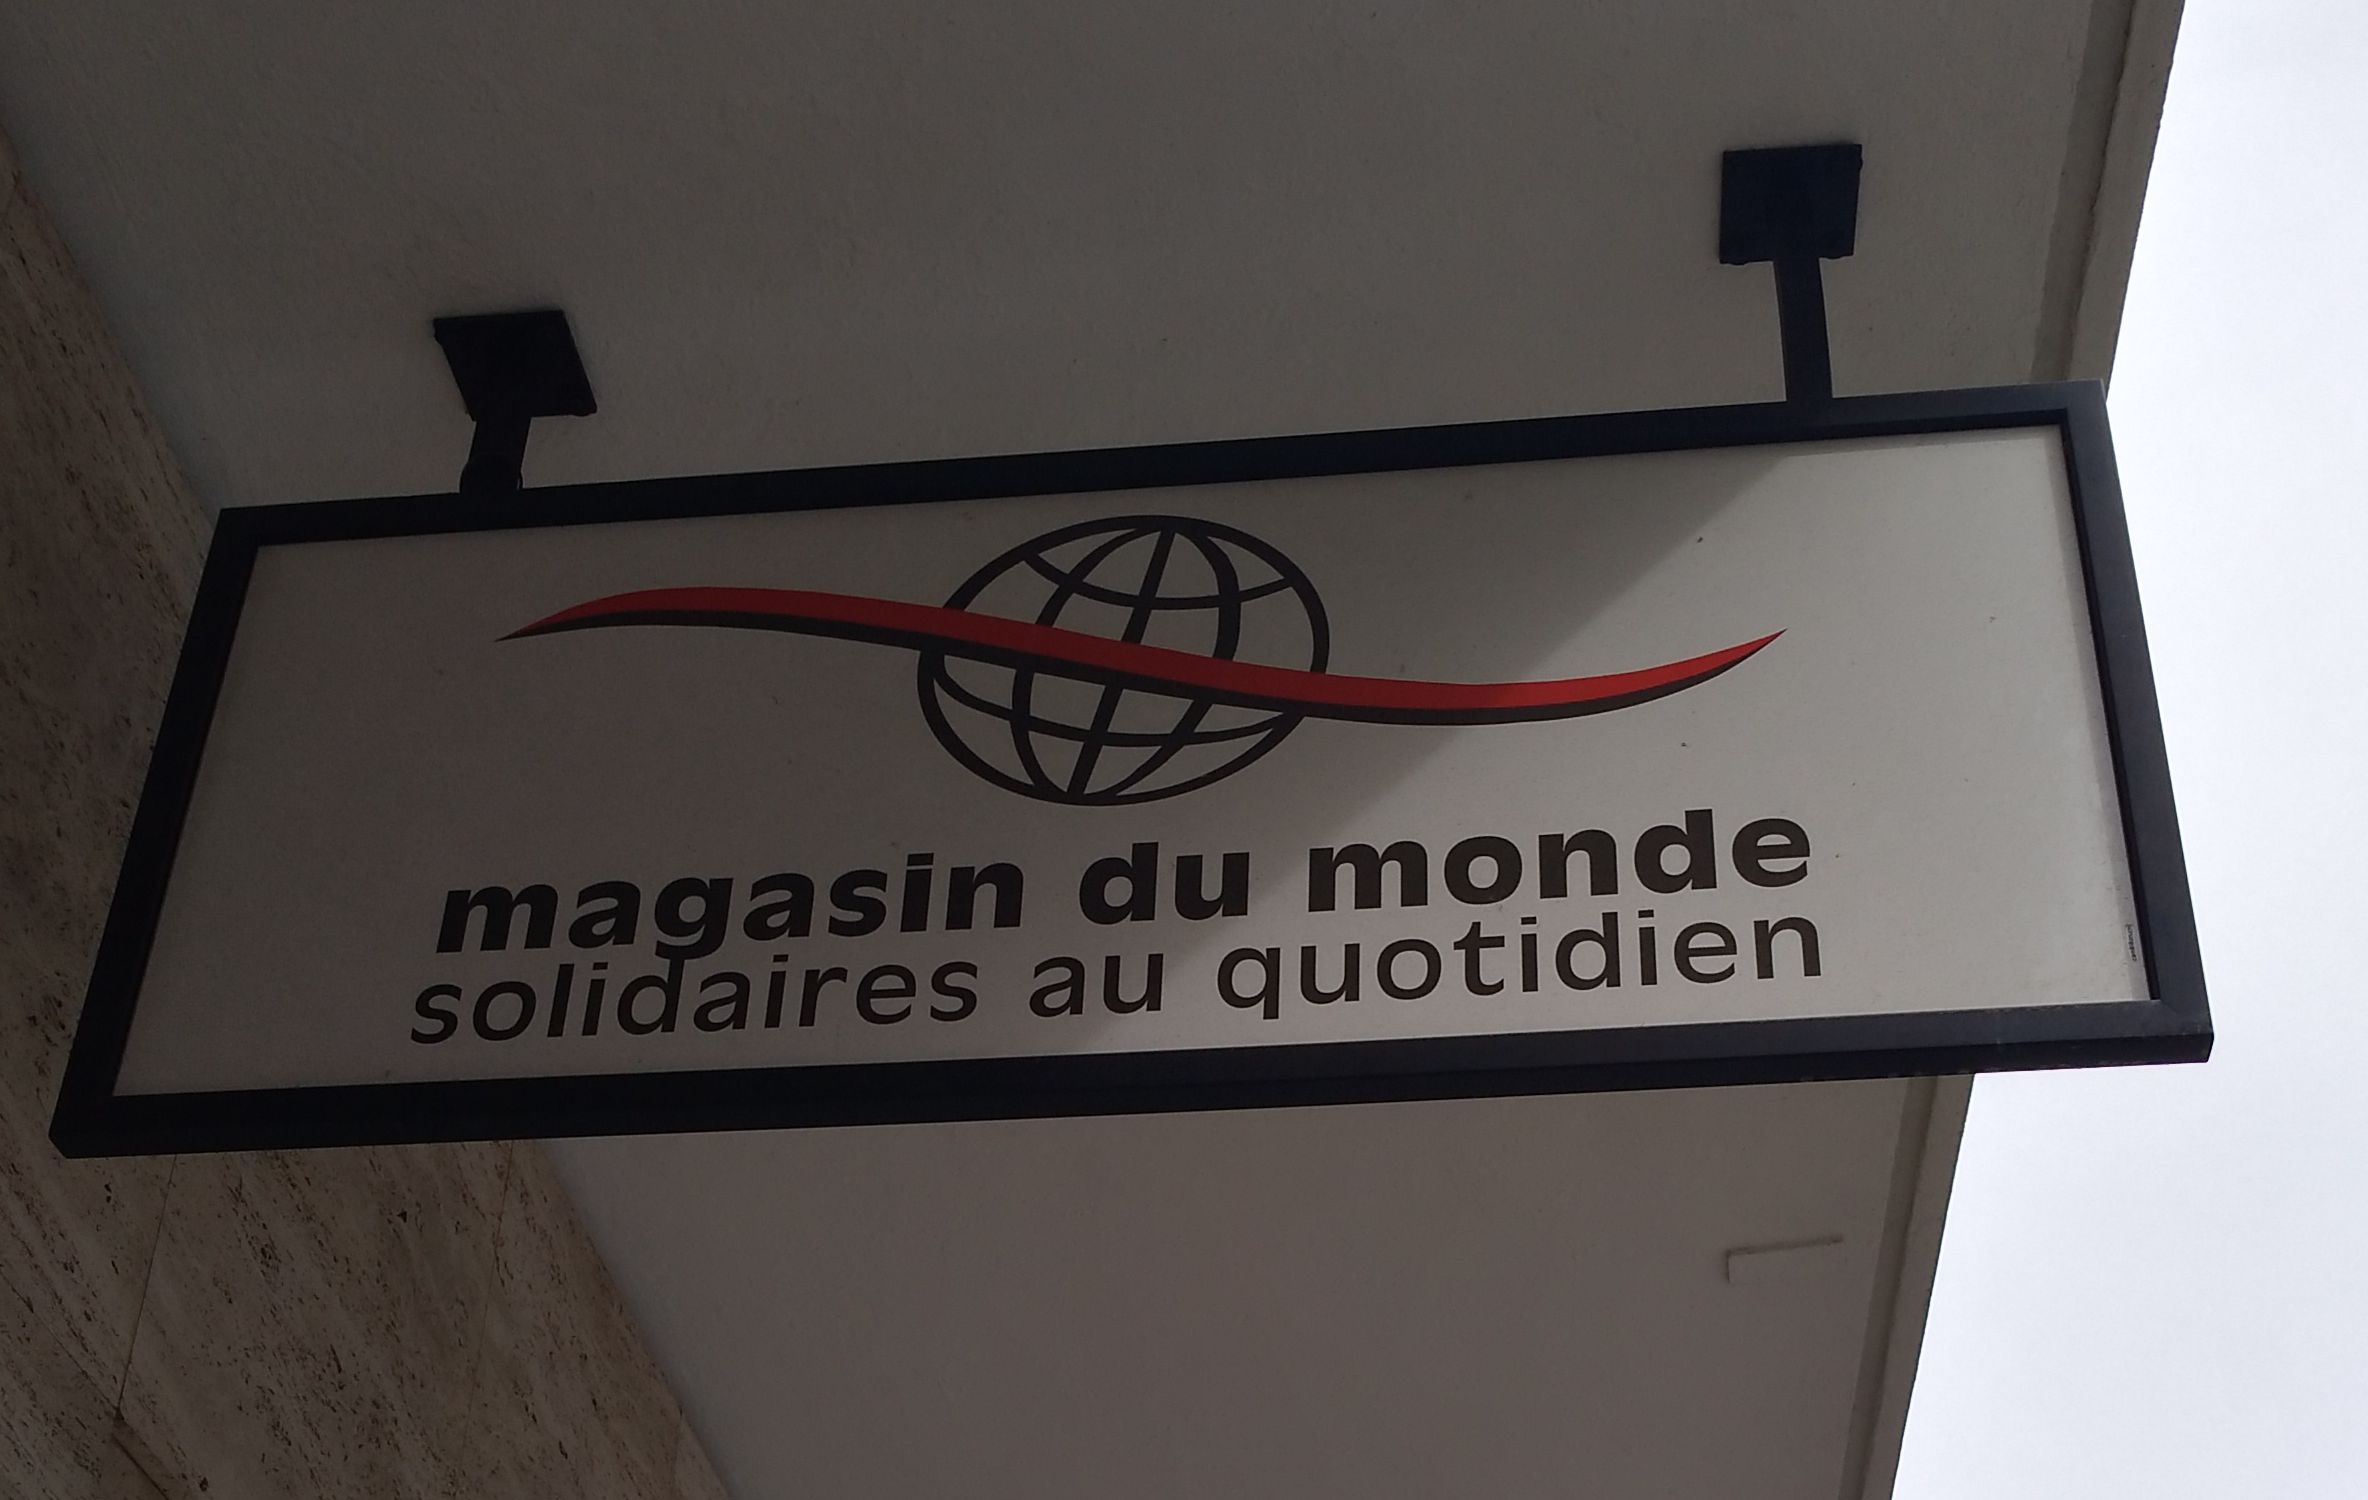 magasin du monde
solidaires au quotidien